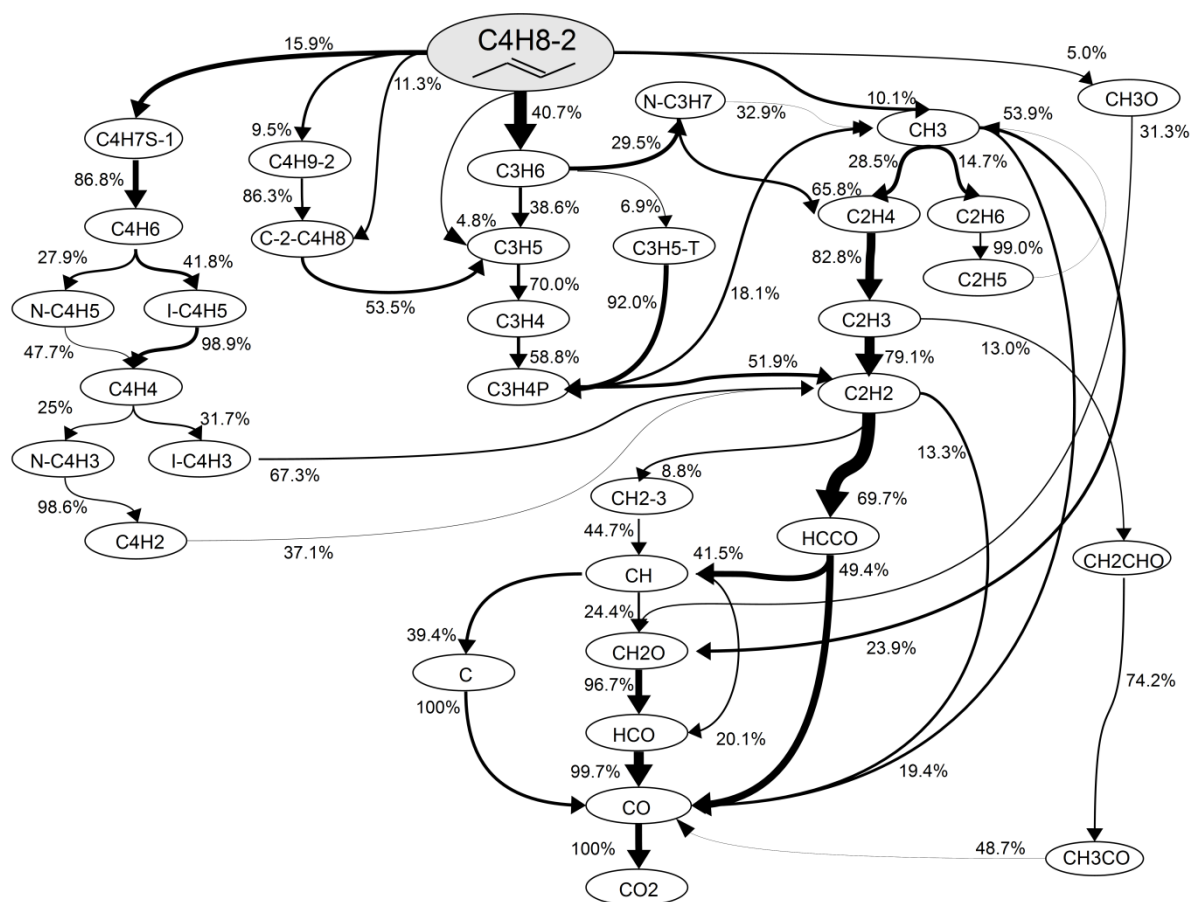 C4H8-2
15.9%
5.0%
11.3%
40.7%
N-C3H7
10.1%
53.9%
CH3O
32.9%
31.3%
C4H7S-1
9.5%
CH3
C4H9-2
29.5%
28.5%
14.7%
86.8%
C3H6
65.8%
86.3%
38.6%
6.9%
C2H4
C2H6
C4H6
C-2-C4H8
4.8%
C3H5
C3H5-T
99.0%
27.9%
41.8%
82.8%
C2H5
N-C4H5
I-C4H5
53.5%
70.0%
92.0%
18.1%
C3H4
C2H3
47.7%
98.9%
13.0%
58.8%
51.9%
79.1%
C4H4
C3H4P
C2H2
25%
31.7%
N-C4H3
I-C4H3
67.3%
8.8%
13.3%
CH2-3
98.6%
69.7%
C4H2
37.1%
44.7%
41.5%
HCCO
CH2CHO
CH
49.4%
24.4%
39.4%
CH2O
23.9%
C
96.7%
74.2%
100%
HCO
20.1%
99.7%
19.4%
CO
100%
48.7%
CH3CO
CO2